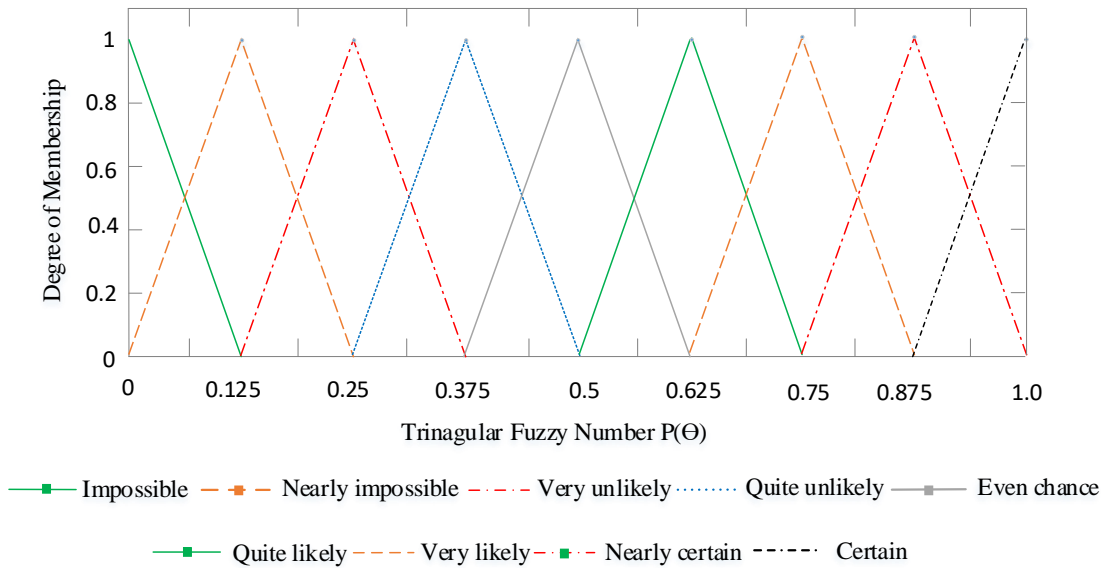 1
0.8
0.6
0.4
0.2
0
Degree of Membership
0 0.125 0.25 0.375 0.5 0.625 0.75 0.875 1.0
Trinagular Fuzzy Number P(Θ)
Impossible Nearly impossible Very unlikely Quite unlikely Even chance
Quite likely Very likely Nearly certain Certain